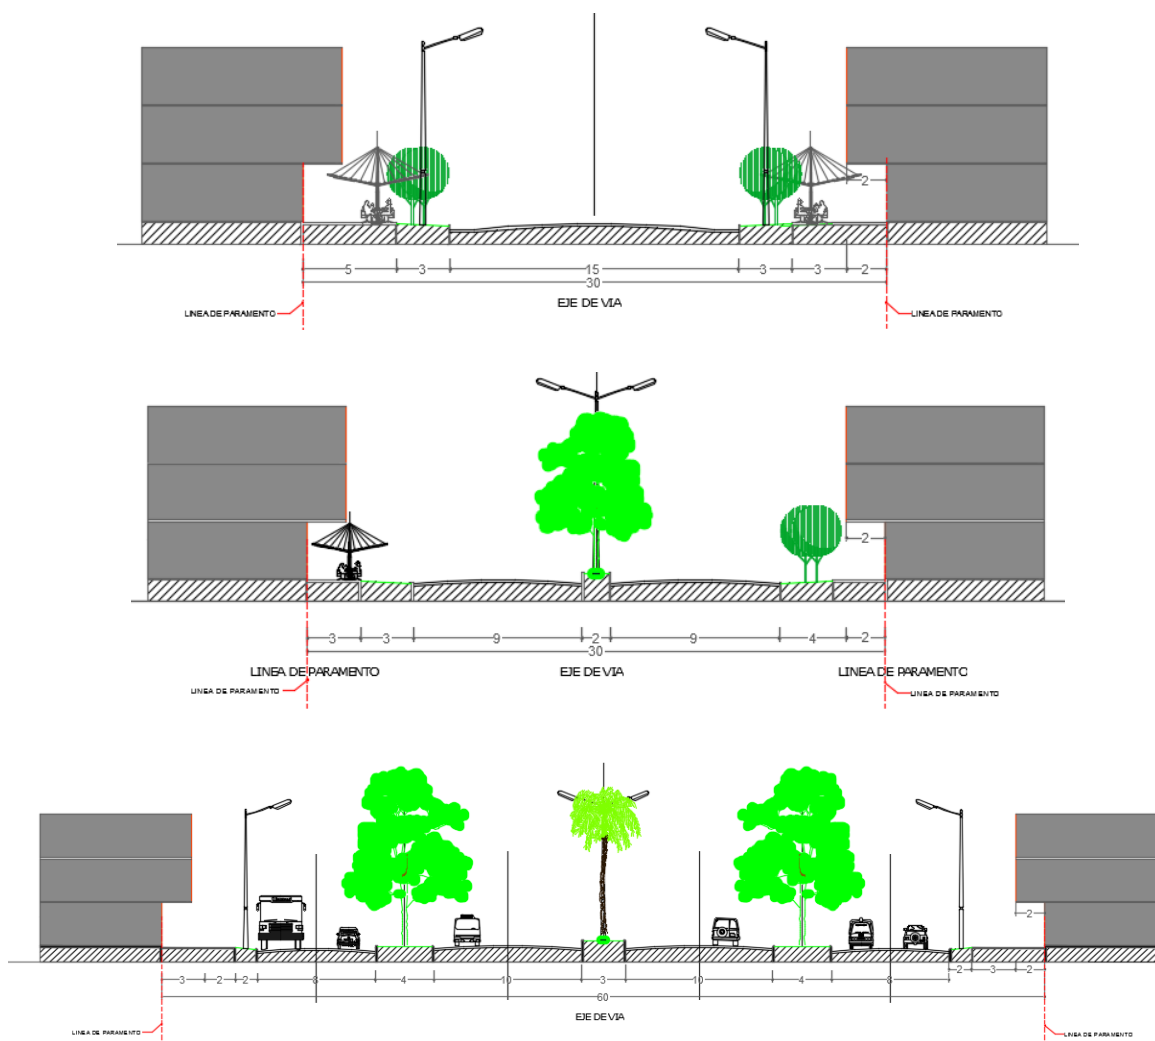 2
5 3 15 3 3 2
30
EJE DE VIA
LINEA DE PARAMENTO LINEA DE PARAMENTO
2
3 3 9 2 9 4 2
30
LINEA DE PARAMENTO EJE DE VIA LINEA DE PARAMENTO
LINEA DE PARAMENTO LINEA DE PARAMENTO
2
3 2 2 8 4 10 3 10 4 8 2 3 2
60
EJE DE VIA
LINEA DE PARAMENTO LINEA DE PARAMENTO